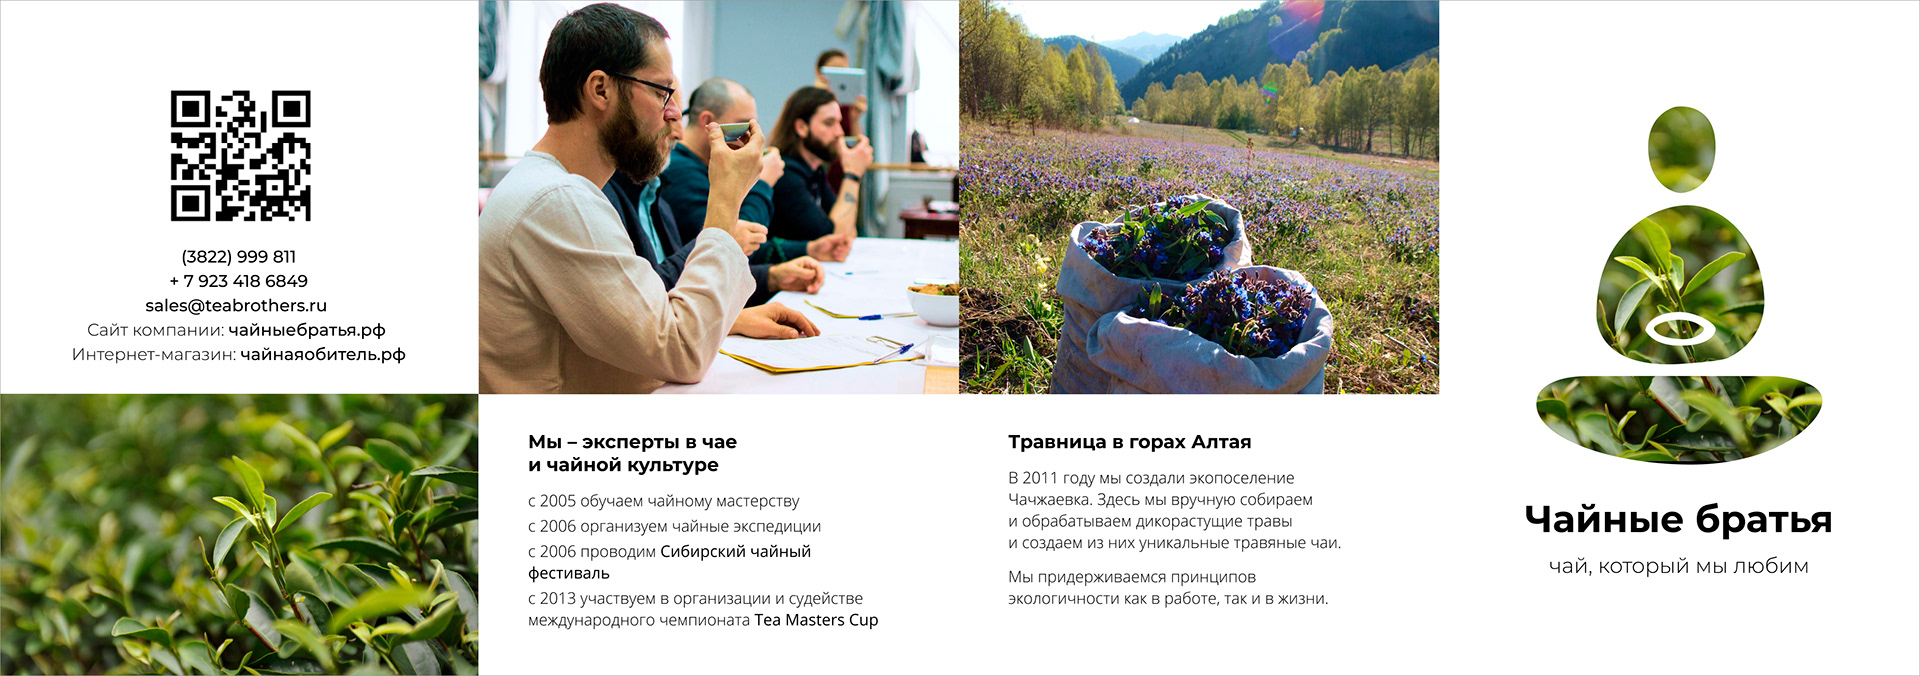 (3822) 999 811
+ 7 923 418 6849
sales@teabrothers.ru
Сайт компании: чайныебратья.рф
Интернет-магазин: чайнаяобитель.рф
Мы – эксперты в чае
и чайной культуре
с 2005 обучаем чайному мастерству
с 2006 организуем чайные экспедиции
с 2006 проводим Сибирский чайный
фестиваль
с 2013 участвуем в организации и судействе
международного чемпионата Tea Masters Cup
Травница в горах Алтая
В 2011 году мы создали экопоселение
Чачжаевка. Здесь мы вручную собираем
и обрабатываем дикорастущие травы
и создаем из них уникальные травяные чаи.
Мы придерживаемся принципов
экологичности как в работе, так и в жизни.
Чайные братья
чай, который мы любим